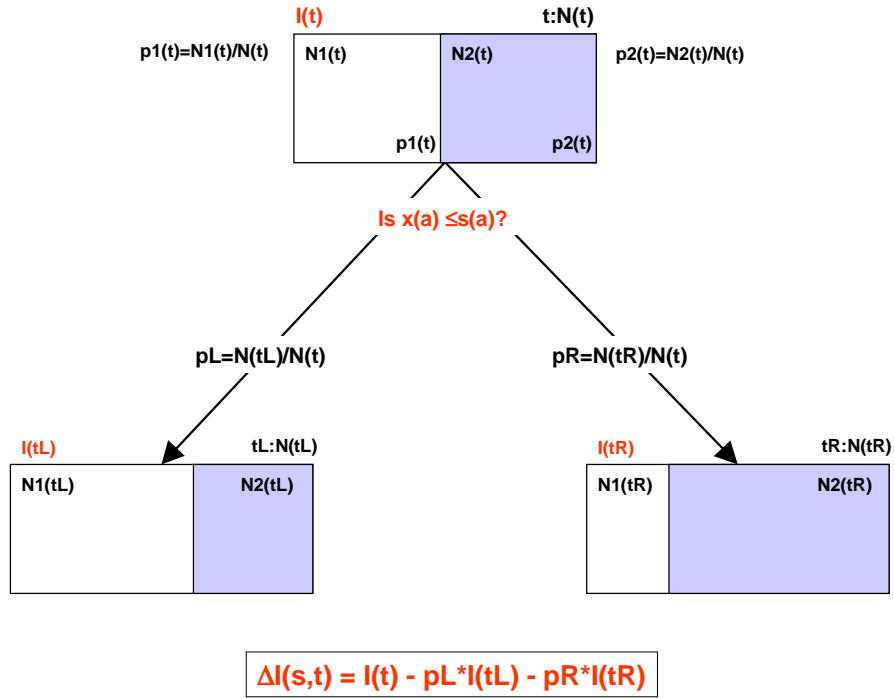 I(t) t:N(t)
p1(t)=N1(t)/N(t) N1(t) N2(t) p2(t)=N2(t)/N(t)
p1(t) p2(t)
Is x(a) ≤s(a)?
pL=N(tL)/N(t) pR=N(tR)/N(t)
I(tL) tL:N(tL) I(tR) tR:N(tR)
N1(tL) N2(tL) N1(tR) N2(tR)
ΔI(s,t) = I(t) - pL*I(tL) - pR*I(tR)